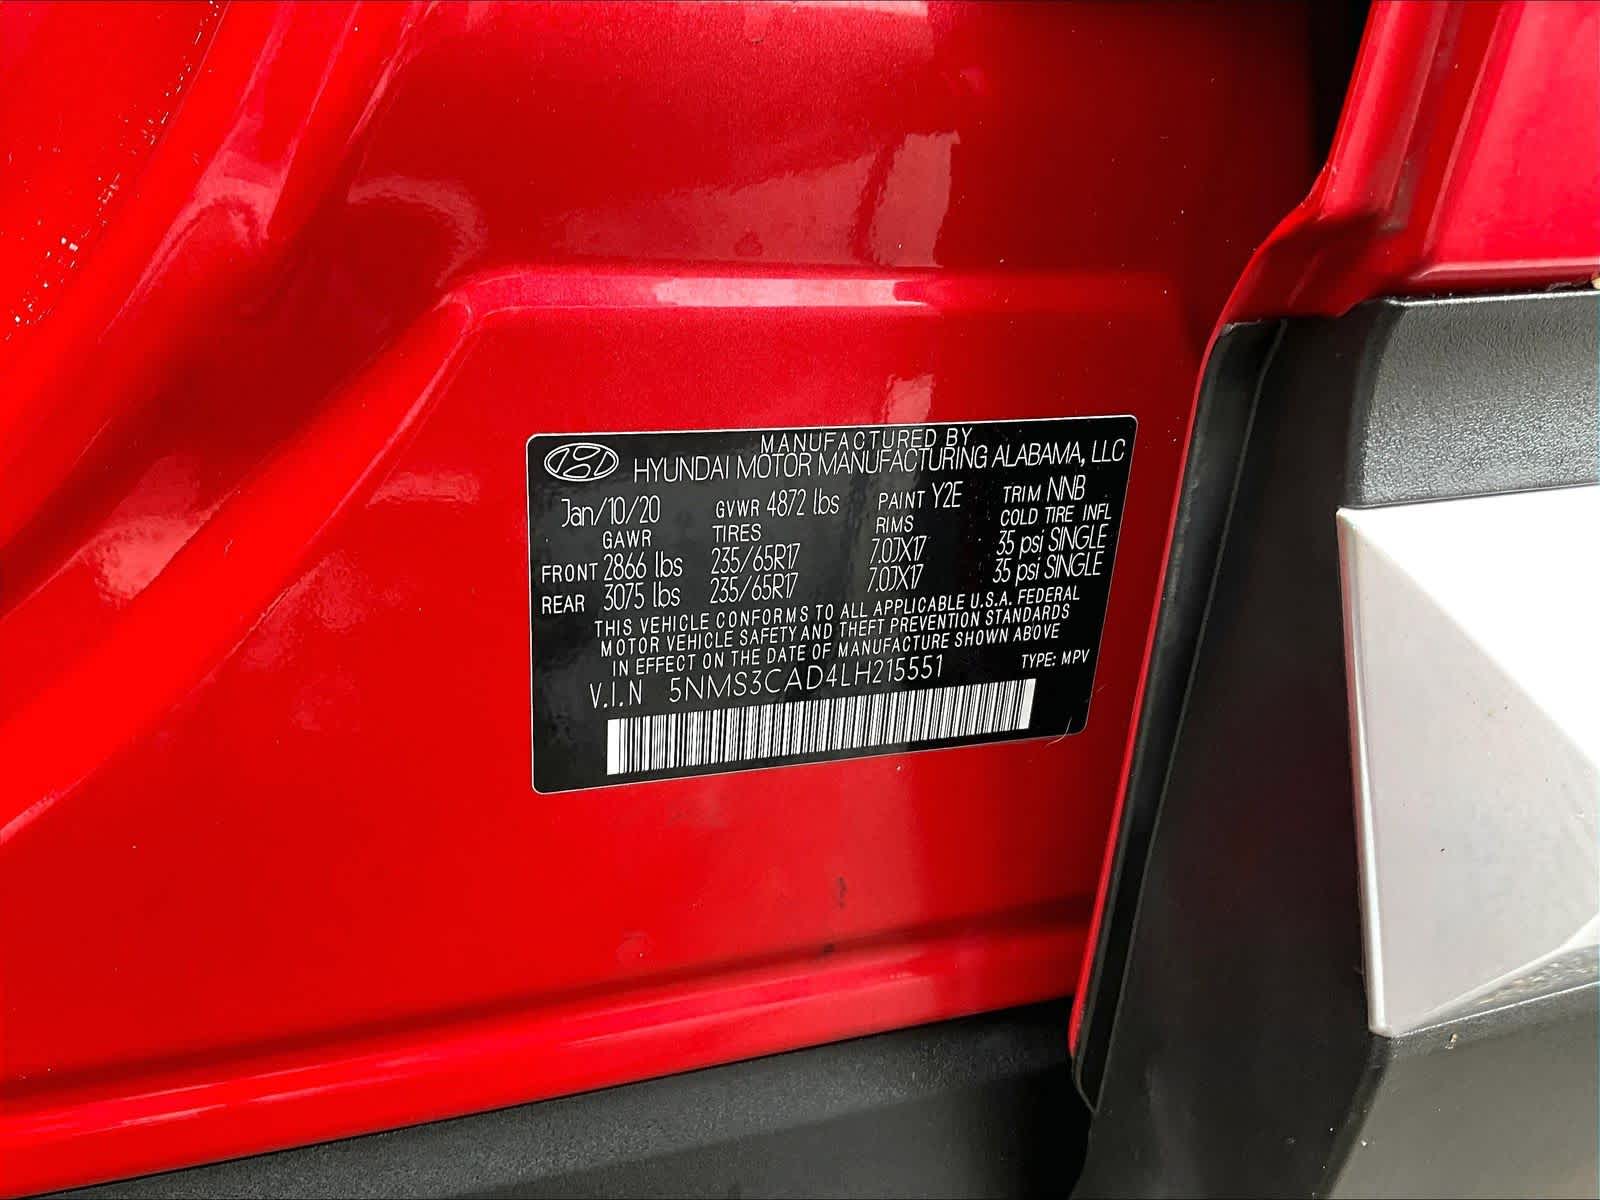 MANUFACTURED BY
HYUNDAI MOTOR MANUFACTURING ALABAMA, LLC
Jan/10/20 GVWR 4872 lbs PAINT Y2E TRIM NNB
GAWR TIRES RIMS COLD TIRE INFL
FRONT 2866 lbs 235/65R17 7.0JX17 35 psi SINGLE
REAR 3075 lbs 235/65R17 7.0JX17 35 psi SINGLE
THIS VEHICLE CONFORMS TO ALL APPLICABLE U.S.A. FEDERAL
MOTOR VEHICLE SAFETY AND THEFT PREVENTION STANDARDS
IN EFFECT ON THE DATE OF MANUFACTURE SHOWN ABOVE
V.I.N 5NMS3CAD4LH215551 TYPE: MPV